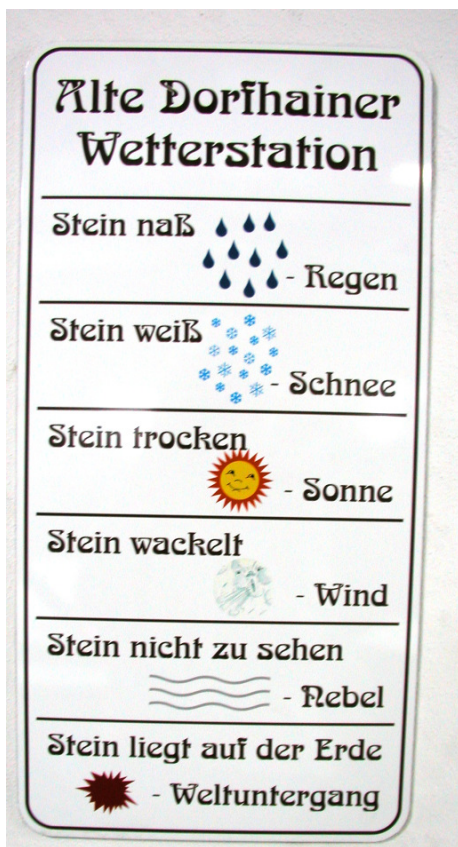 Alte Dorfhainer
Wetterstation
Stein naß
- Regen
Stein weiß
- Schnee
Stein trocken
- Sonne
Stein wackelt
- Wind
Stein nicht zu sehen
- Nebel
Stein liegt auf der Erde
- Weltuntergang